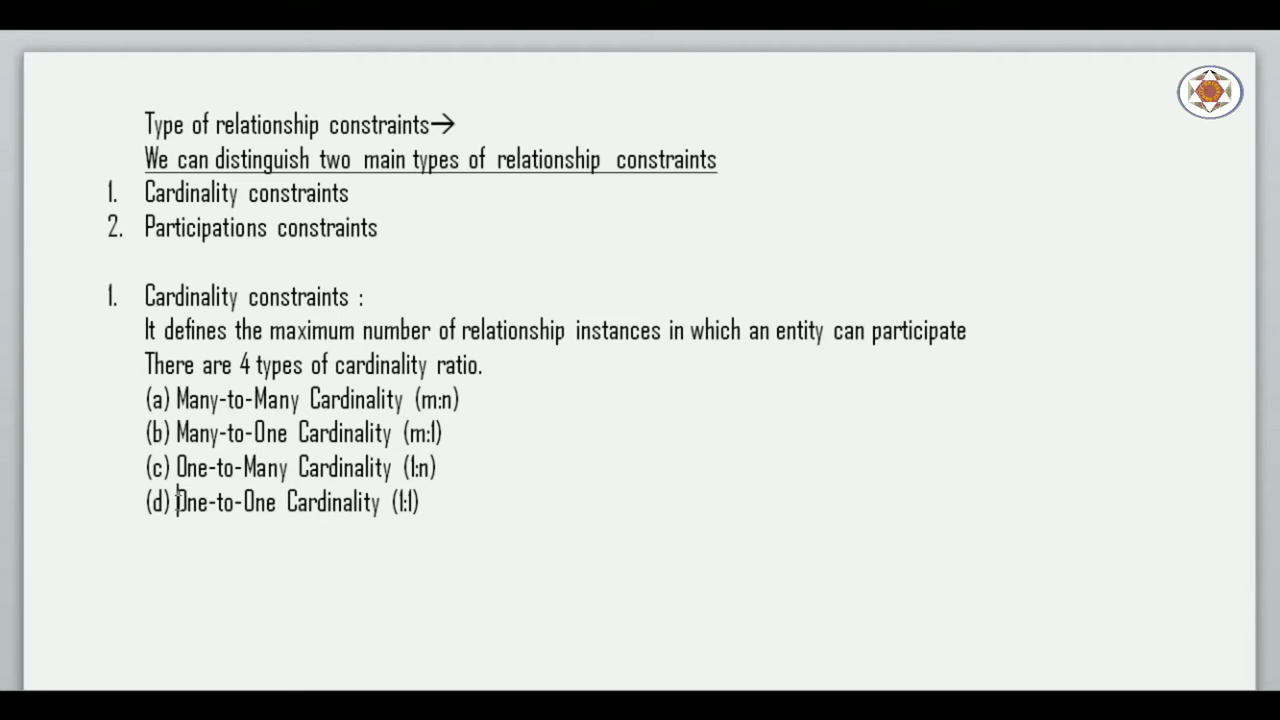 Type of relationship constraints→
We can distinguish two main types of relationship constraints
1. Cardinality constraints
2. Participations constraints
1. Cardinality constraints :
It defines the maximum number of relationship instances in which an entity can participate
There are 4 types of cardinality ratio.
(a) Many-to-Many Cardinality (m:n)
(b) Many-to-One Cardinality (m:1)
(c) One-to-Many Cardinality (1:n)
(d) One-to-One Cardinality (1:1)